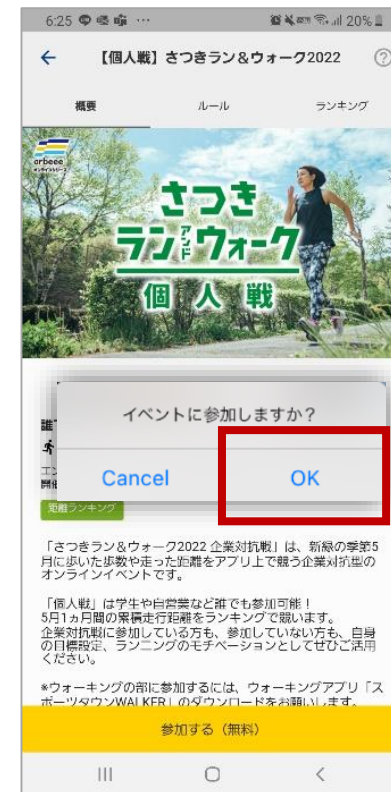 6:25 ... 20%
← 【個人戦】さつきラン＆ウォーク2022 ?
概要 ルール ランキング
arbeee
さつき
ランアンドウォーク
個人戦
イベントに参加しますか？
Cancel OK
距離ランキング
「さつきラン＆ウォーク2022 企業対抗戦」は、新緑の季節5
月に歩いた歩数や走った距離をアプリ上で競う企業対抗型の
オンラインイベントです。
「個人戦」は学生や自営業など誰でも参加可能！
5月1ヵ月間の累積走行距離をランキングで競います。
企業対抗戦に参加している方も、参加していない方も、自身
の目標設定、ランニングのモチベーションとしてぜひご活用
ください。
*ウォーキングの部に参加するには、ウォーキングアプリ「ス
ポーツタウンWALKER」のダウンロードをお願いします。
参加する（無料）